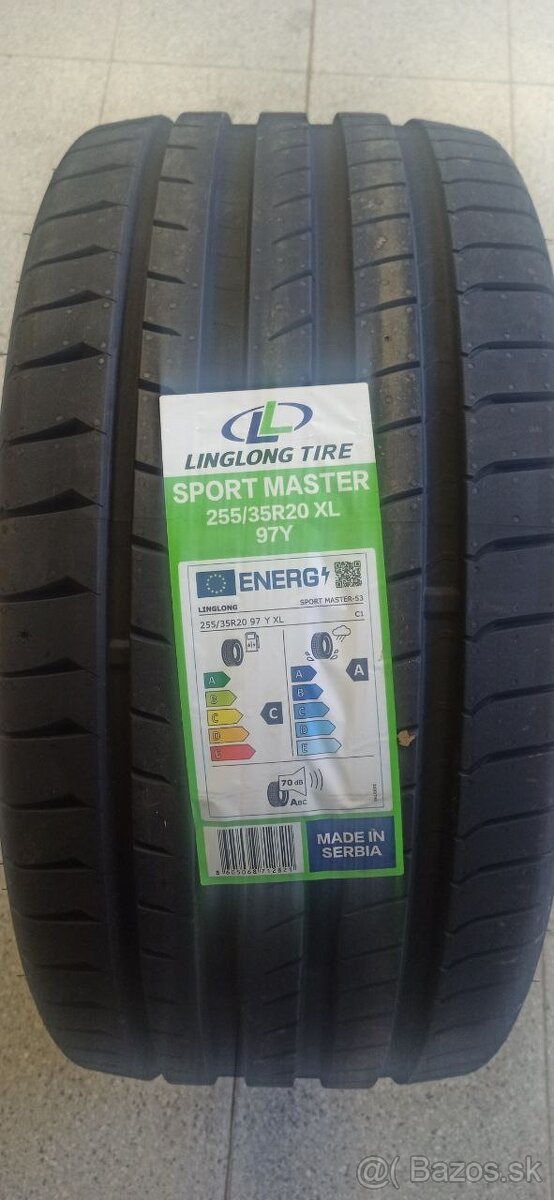 LINGLONG TIRE
SPORT MASTER
255/35R20 XL
97Y
ENERG
LINGLONG SPORT MASTER-S3
255/35R20 97 Y XL C1
A A A
B B
C C C
D D
E E
70 dB
ABC
MADE IN
SERBIA
@( Bazos.sk